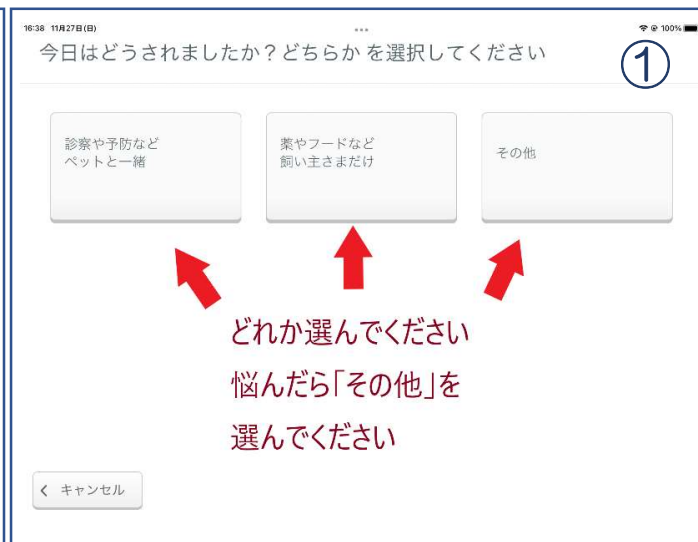 16:38 11月27日(日)
100%
今日はどうされましたか?どちらか を選択してください
①
診察や予防など
ペットと一緒
薬やフードなど
飼い主さまだけ
その他
どれか選んでください
悩んだら「その他」を
選んでください
キャンセル